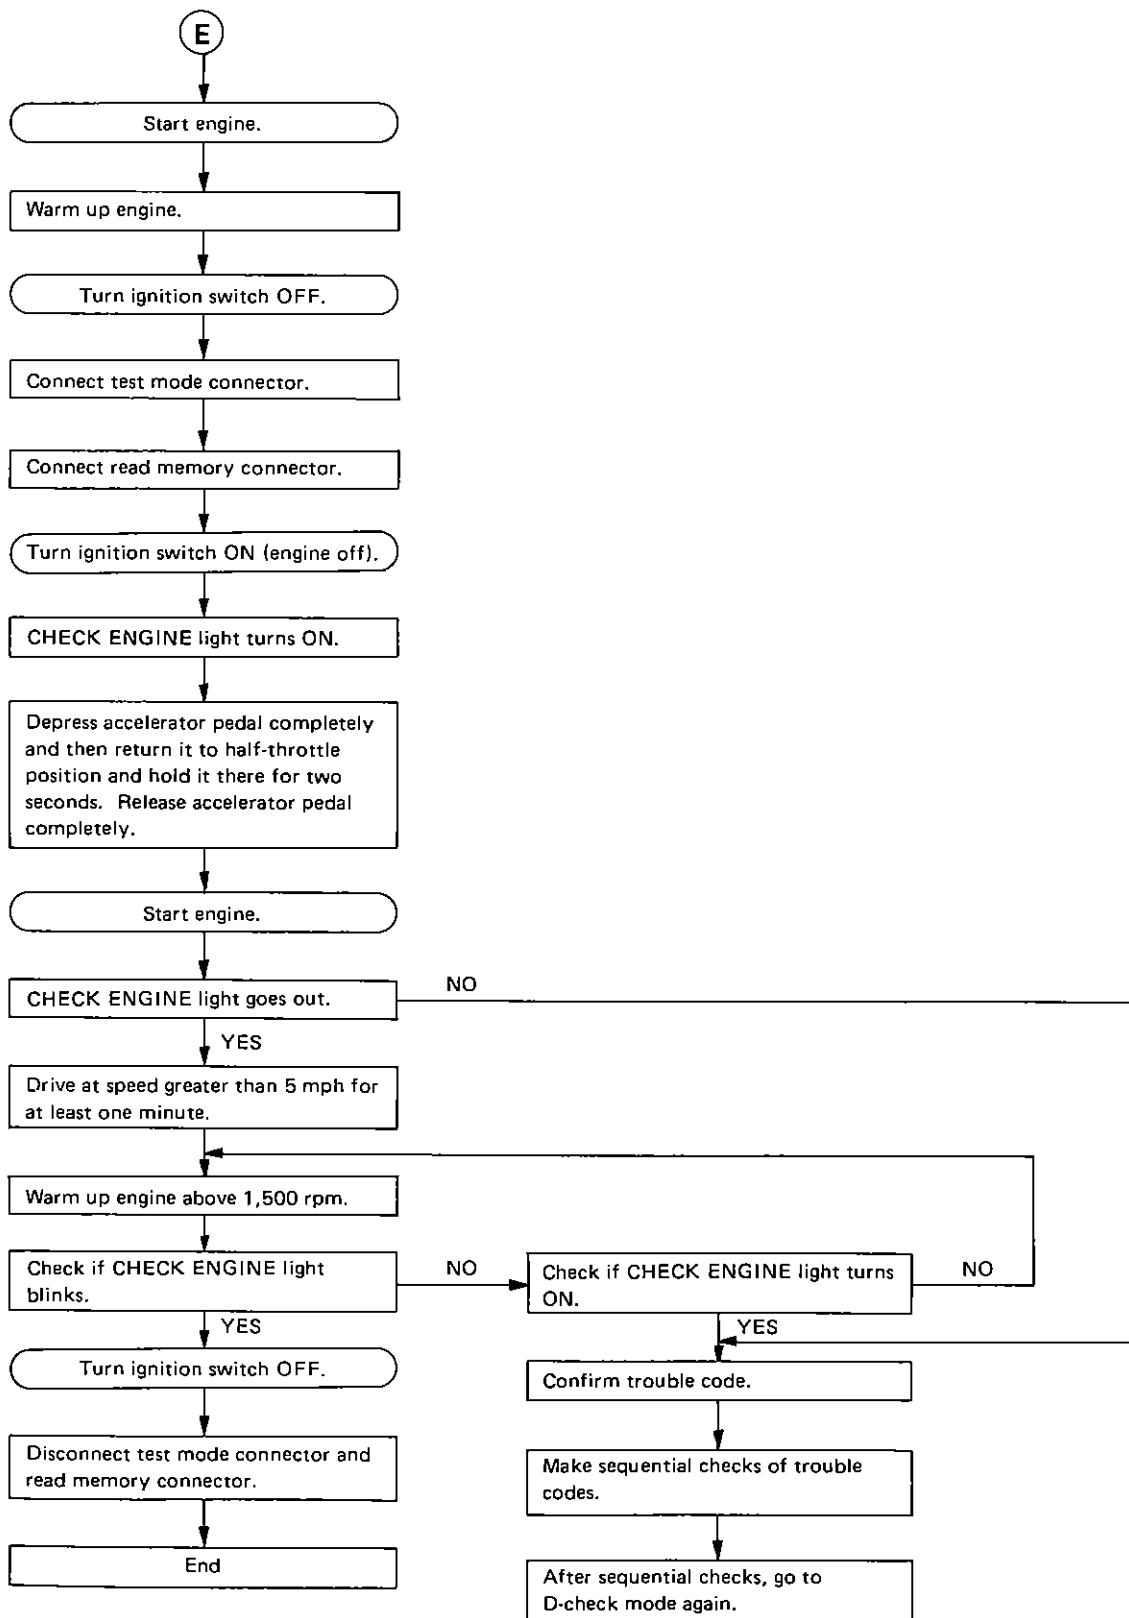 E
Start engine.
Warm up engine.
Turn ignition switch OFF.
Connect test mode connector.
Connect read memory connector.
Turn ignition switch ON (engine off).
CHECK ENGINE light turns ON.
Depress accelerator pedal completely
and then return it to half-throttle
position and hold it there for two
seconds. Release accelerator pedal
completely.
Start engine.
CHECK ENGINE light goes out.
NO
YES
Drive at speed greater than 5 mph for
at least one minute.
Warm up engine above 1,500 rpm.
Check if CHECK ENGINE light
blinks.
NO
Check if CHECK ENGINE light turns
ON.
NO
YES
YES
Turn ignition switch OFF.
Confirm trouble code.
Disconnect test mode connector and
read memory connector.
Make sequential checks of trouble
codes.
End
After sequential checks, go to
D-check mode again.